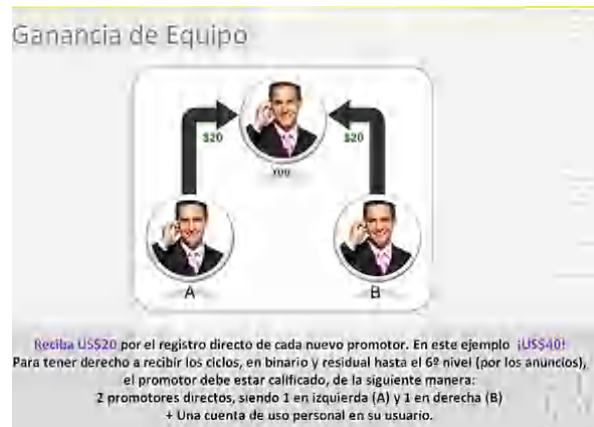 Ganancia de Equipo
$20
$20
YOU
A
B
Reciba US$20 por el registro directo de cada nuevo promotor. En este ejemplo ¡US$40!
Para tener derecho a recibir los ciclos, en binario y residual hasta el 6º nivel (por los anuncios),
el promotor debe estar calificado, de la siguiente manera:
2 promotores directos, siendo 1 en izquierda (A) y 1 en derecha (B)
+ Una cuenta de uso personal en su usuario.